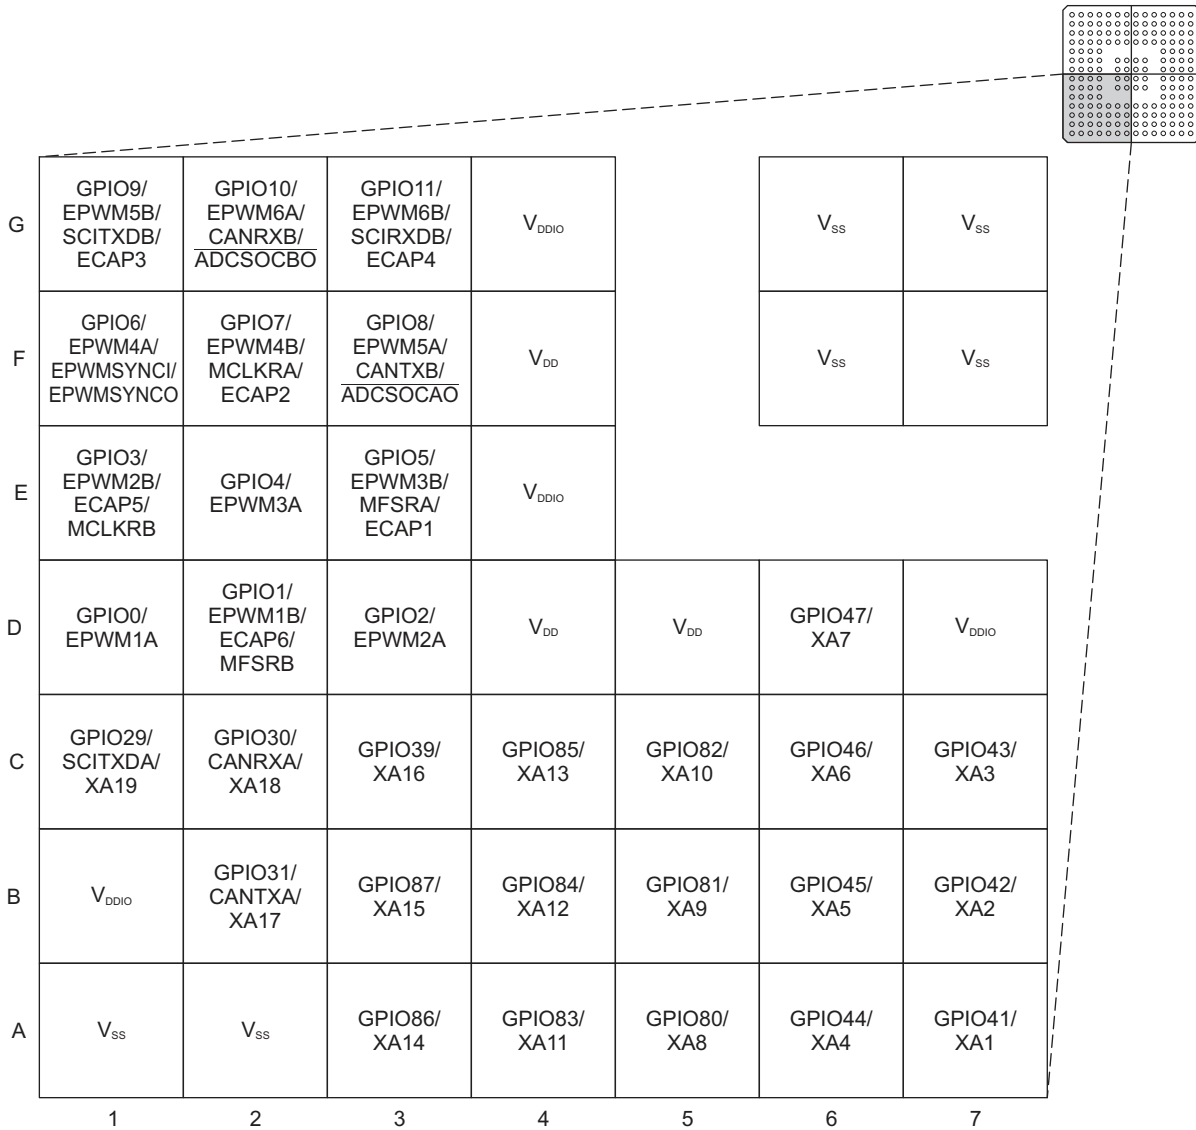 G
GPIO9/
EPWM5B/
SCITXDB/
ECAP3
GPIO10/
EPWM6A/
CANRXB/
ADCSOCBO
GPIO11/
EPWM6B/
SCIRXDB/
ECAP4
VDDIO
VSS
VSS
F
GPIO6/
EPWM4A/
EPWMSYNCI/
EPWMSYNCO
GPIO7/
EPWM4B/
MCLKRA/
ECAP2
GPIO8/
EPWM5A/
CANTXB/
ADCSOCAO
VDD
VSS
VSS
E
GPIO3/
EPWM2B/
ECAP5/
MCLKRB
GPIO4/
EPWM3A
GPIO5/
EPWM3B/
MFSRA/
ECAP1
VDDIO
D
GPIO0/
EPWM1A
GPIO1/
EPWM1B/
ECAP6/
MFSRB
GPIO2/
EPWM2A
VDD
VDD
GPIO47/
XA7
VDDIO
C
GPIO29/
SCITXDA/
XA19
GPIO30/
CANRXA/
XA18
GPIO39/
XA16
GPIO85/
XA13
GPIO82/
XA10
GPIO46/
XA6
GPIO43/
XA3
B
VDDIO
GPIO31/
CANTXA/
XA17
GPIO87/
XA15
GPIO84/
XA12
GPIO81/
XA9
GPIO45/
XA5
GPIO42/
XA2
A
VSS
VSS
GPIO86/
XA14
GPIO83/
XA11
GPIO80/
XA8
GPIO44/
XA4
GPIO41/
XA1
1 2 3 4 5 6 7